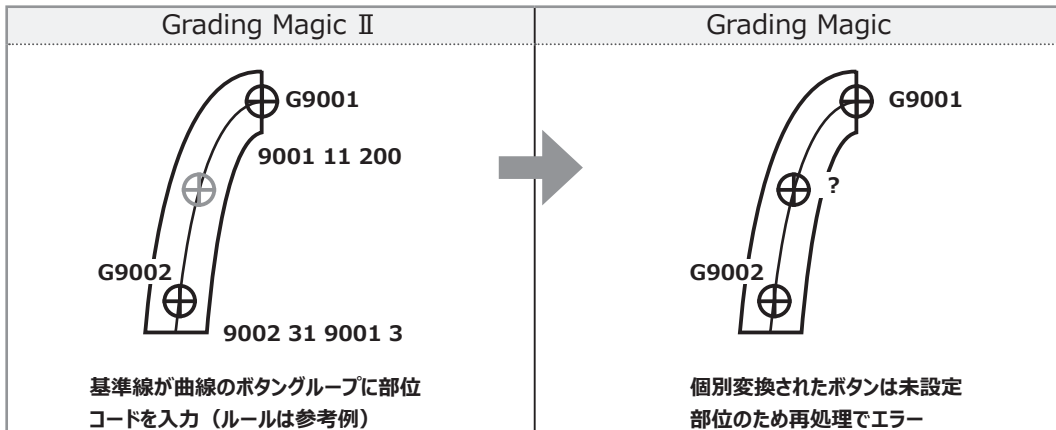 Grading Magic Ⅱ
Grading Magic
G9001
9001 11 200
G9002
9002 31 9001 3
基準線が曲線のボタングループに部位
コードを入力（ルールは参考例）
G9001
?
G9002
個別変換されたボタンは未設定
部位のため再処理でエラー